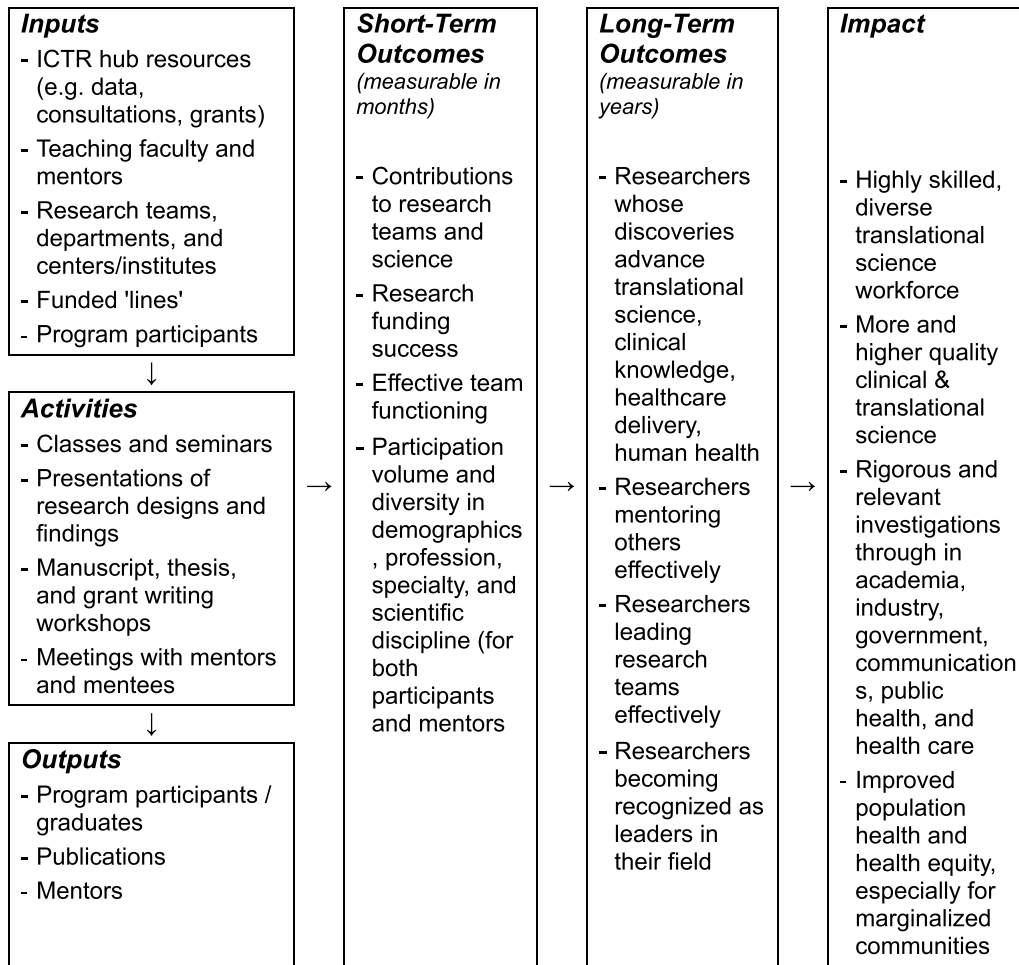 Inputs
- ICTR hub resources
(e.g. data,
consultations, grants)
- Teaching faculty and
mentors
- Research teams,
departments, and
centers/institutes
- Funded 'lines'
- Program participants
↓
Activities
- Classes and seminars
- Presentations of
research designs and
findings
- Manuscript, thesis,
and grant writing
workshops
- Meetings with mentors
and mentees
↓
Outputs
- Program participants /
graduates
- Publications
- Mentors
→
Short-Term
Outcomes
(measurable in
months)
- Contributions
to research
teams and
science
- Research
funding
success
- Effective team
functioning
- Participation
volume and
diversity in
demographics
, profession,
specialty, and
scientific
discipline (for
both
participants
and mentors
→
Long-Term
Outcomes
(measurable in
years)
- Researchers
whose
discoveries
advance
translational
science,
clinical
knowledge,
healthcare
delivery,
human health
- Researchers
mentoring
others
effectively
- Researchers
leading
research
teams
effectively
- Researchers
becoming
recognized as
leaders in
their field
→
Impact
- Highly skilled,
diverse
translational
science
workforce
- More and
higher quality
clinical &
translational
science
- Rigorous and
relevant
investigations
through in
academia,
industry,
government,
communication
s, public
health, and
health care
- Improved
population
health and
health equity,
especially for
marginalized
communities